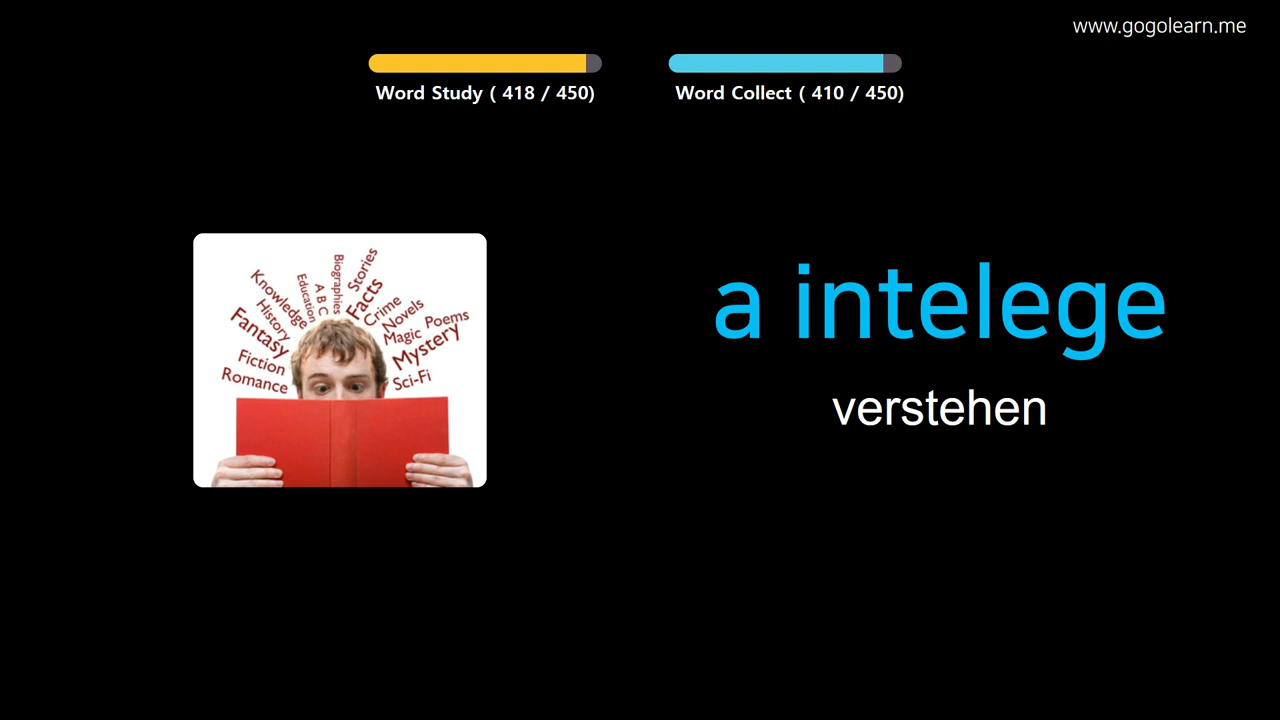 www.gogolearn.me
Word Study ( 418 / 450)
Word Collect ( 410 / 450)
Knowledge
History
Fantasy
Fiction
Romance
Education
A B C
Biographies
Stories
Facts
Crime
Novels
Magic
Poems
Mystery
Sci-Fi
a intelege
verstehen